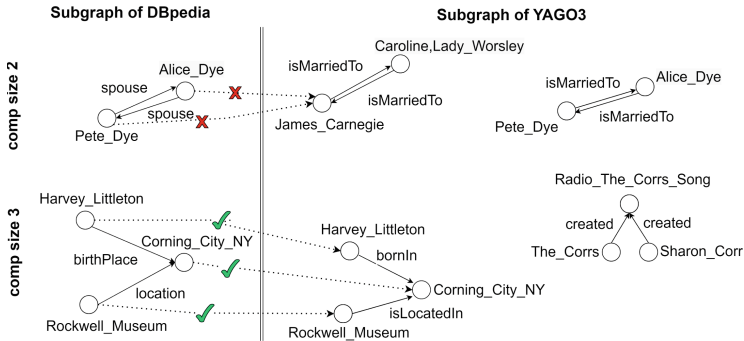 Subgraph of DBpedia
Subgraph of YAGO3
comp size 2
Alice_Dye
spouse
spouse
Pete_Dye
Caroline,Lady_Worsley
isMarriedTo
isMarriedTo
James_Carnegie
isMarriedTo
Alice_Dye
isMarriedTo
Pete_Dye
comp size 3
Harvey_Littleton
Corning_City_NY
birthPlace
location
Rockwell_Museum
Harvey_Littleton
bornIn
Corning_City_NY
isLocatedIn
Rockwell_Museum
Radio_The_Corrs_Song
created
created
The_Corrs
Sharon_Corr